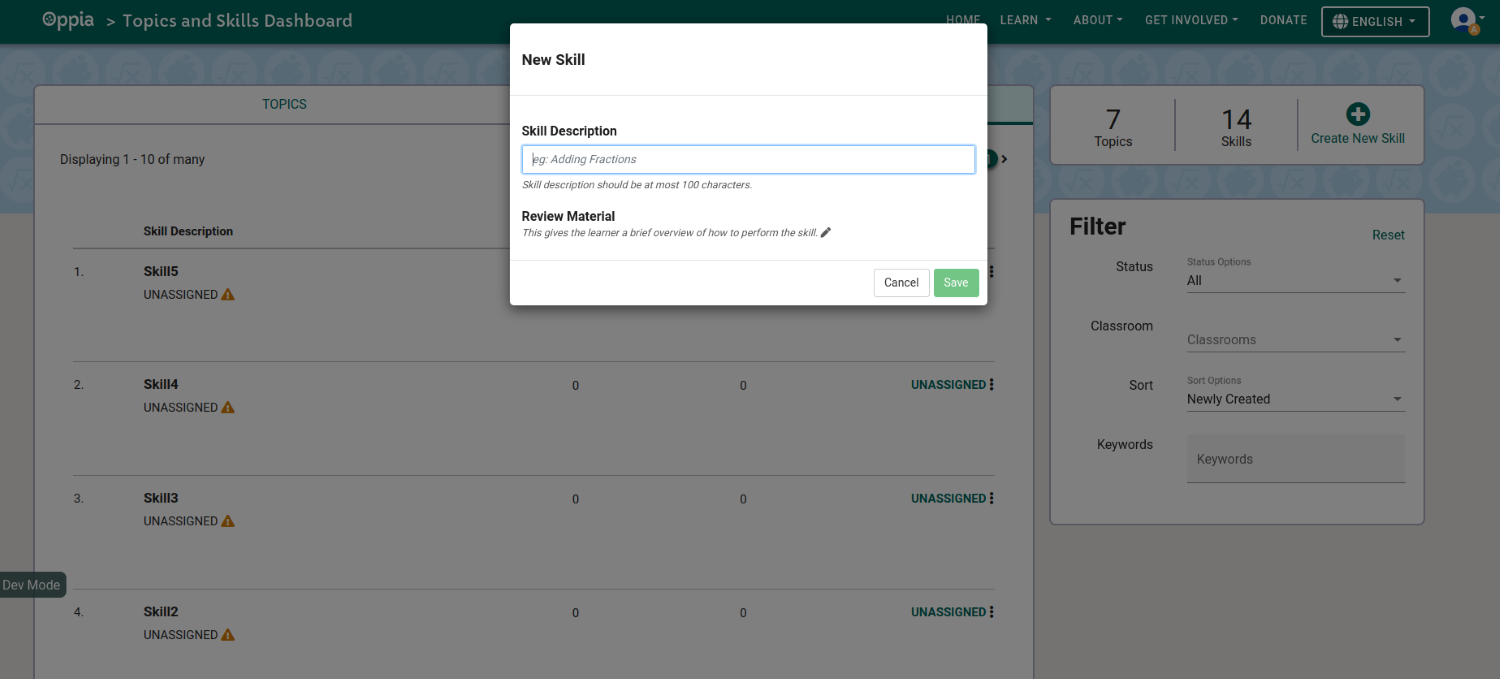 Oppia > Topics and Skills Dashboard
HOME LEARN ABOUT GET INVOLVED DONATE ENGLISH
A
New Skill
Skill Description
eg: Adding Fractions
Skill description should be at most 100 characters.
Review Material
This gives the learner a brief overview of how to perform the skill.
Cancel Save
TOPICS
Displaying 1 - 10 of many
Skill Description
1. Skill5
UNASSIGNED
2. Skill4 0 0 UNASSIGNED
UNASSIGNED
3. Skill3 0 0 UNASSIGNED
UNASSIGNED
4. Skill2 0 0 UNASSIGNED
UNASSIGNED
Dev Mode
7 14
Topics Skills Create New Skill
Filter
Reset
Status Status Options
All
Classroom Classrooms
Sort Sort Options
Newly Created
Keywords Keywords